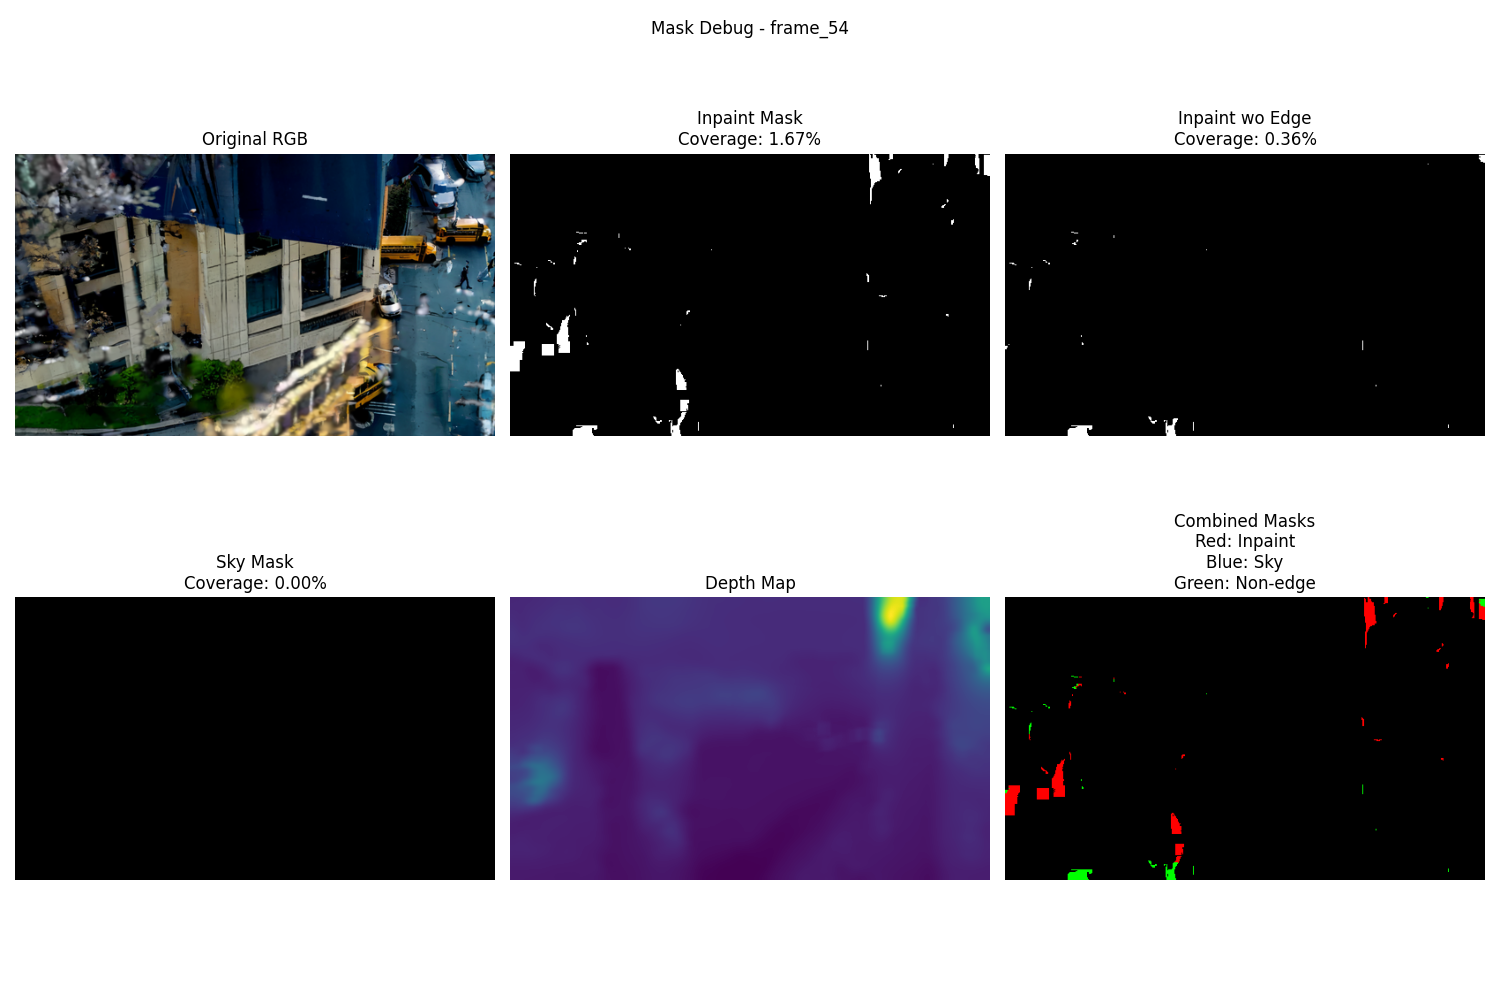 Mask Debug - frame_54
Original RGB
Inpaint Mask
Coverage: 1.67%
Inpaint wo Edge
Coverage: 0.36%
Sky Mask
Coverage: 0.00%
Depth Map
Combined Masks
Red: Inpaint
Blue: Sky
Green: Non-edge